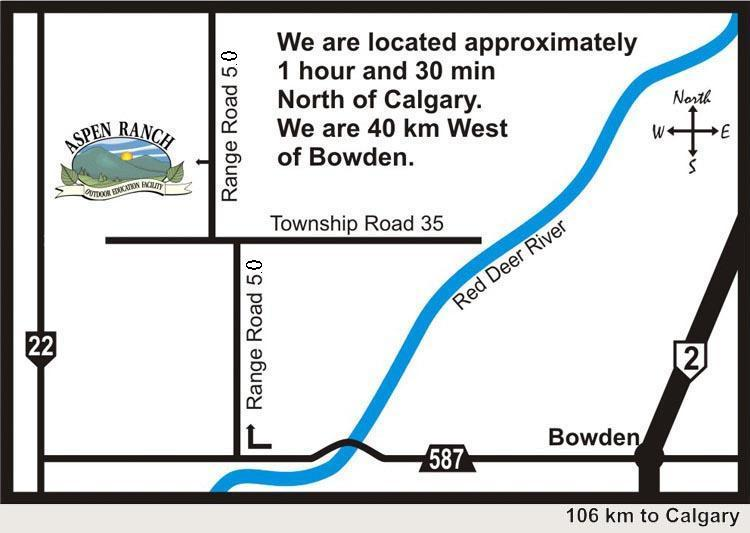 We are located approximately
1 hour and 30 min
North of Calgary.
We are 40 km West
of Bowden.
North
W
E
S
Range Road 5.0
ASPEN RANCH
OUTDOOR EDUCATION FACILITY
Township Road 35
Red Deer River
Range Road 5.0
22
2
Bowden
587
106 km to Calgary